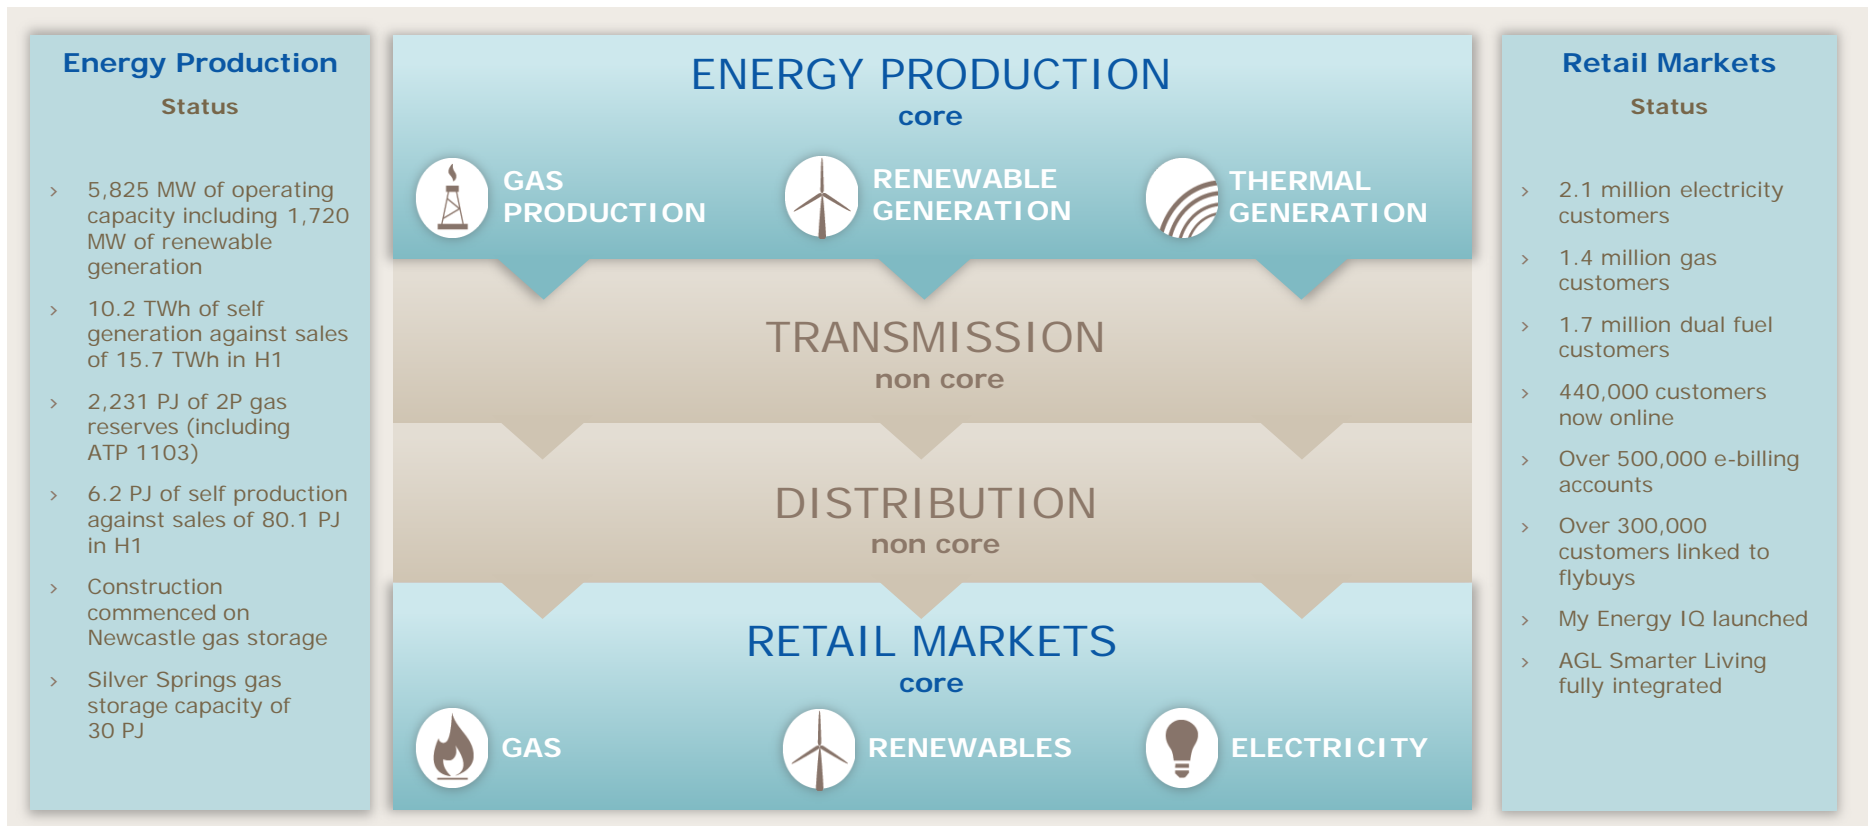 Energy Production
Status
› 5,825 MW of operating
capacity including 1,720
MW of renewable
generation
› 10.2 TWh of self
generation against sales
of 15.7 TWh in H1
› 2,231 PJ of 2P gas
reserves (including
ATP 1103)
› 6.2 PJ of self production
against sales of 80.1 PJ
in H1
› Construction
commenced on
Newcastle gas storage
› Silver Springs gas
storage capacity of
30 PJ
ENERGY PRODUCTION
core
GAS
PRODUCTION
RENEWABLE
GENERATION
THERMAL
GENERATION
TRANSMISSION
non core
DISTRIBUTION
non core
RETAIL MARKETS
core
GAS
RENEWABLES
ELECTRICITY
Retail Markets
Status
› 2.1 million electricity
customers
› 1.4 million gas
customers
› 1.7 million dual fuel
customers
› 440,000 customers
now online
› Over 500,000 e-billing
accounts
› Over 300,000
customers linked to
flybuys
› My Energy IQ launched
› AGL Smarter Living
fully integrated